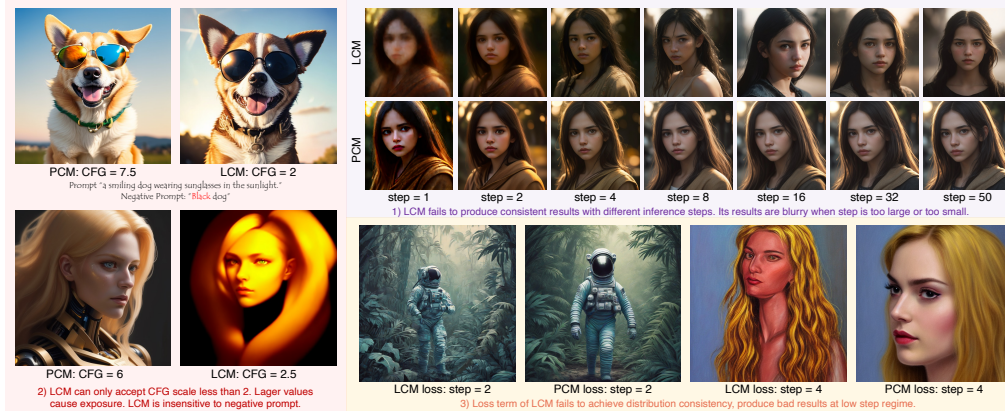 PCM: CFG = 7.5
LCM: CFG = 2
Prompt "a smiling dog wearing sunglasses in the sunlight."
Negative Prompt: "Black dog"
PCM: CFG = 6
LCM: CFG = 2.5
2) LCM can only accept CFG scale less than 2. Lager values
cause exposure. LCM is insensitive to negative prompt.
LCM
PCM
step = 1
step = 2
step = 4
step = 8
step = 16
step = 32
step = 50
1) LCM fails to produce consistent results with different inference steps. Its results are blurry when step is too large or too small.
LCM loss: step = 2
PCM loss: step = 2
LCM loss: step = 4
PCM loss: step = 4
3) Loss term of LCM fails to achieve distribution consistency, produce bad results at low step regime.